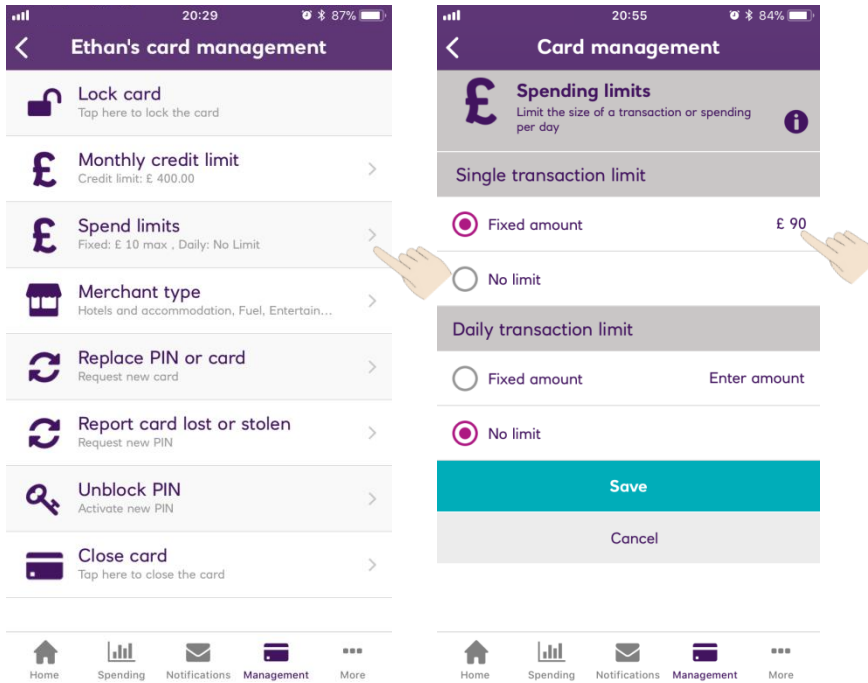 20:29
87%
Ethan's card management
Lock card
Tap here to lock the card
Monthly credit limit
Credit limit: £ 400.00
Spend limits
Fixed: £ 10 max , Daily: No Limit
Merchant type
Hotels and accommodation, Fuel, Entertain...
Replace PIN or card
Request new card
Report card lost or stolen
Request new PIN
Unblock PIN
Activate new PIN
Close card
Tap here to close the card
Home Spending Notifications Management More
20:55
84%
Card management
£
Spending limits
Limit the size of a transaction or spending
per day
Single transaction limit
Fixed amount £ 90
No limit
Daily transaction limit
Fixed amount Enter amount
No limit
Save
Cancel
Home Spending Notifications Management More